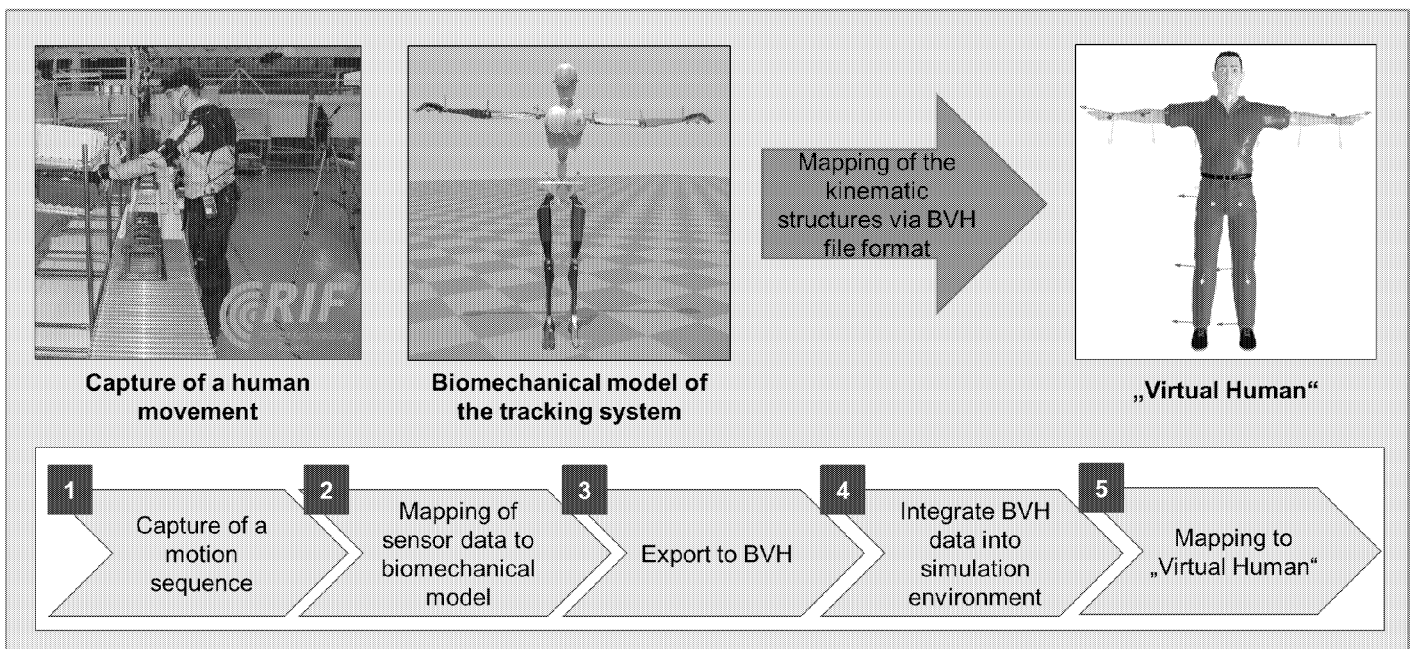 RIF
Mapping of the
kinematic
structures via BVH
file format
Capture of a human
movement
Biomechanical model of
the tracking system
„Virtual Human“
1
Capture of a
motion
sequence
2
Mapping of
sensor data to
biomechanical
model
3
Export to BVH
4
Integrate BVH
data into
simulation
environment
5
Mapping to
„Virtual Human“